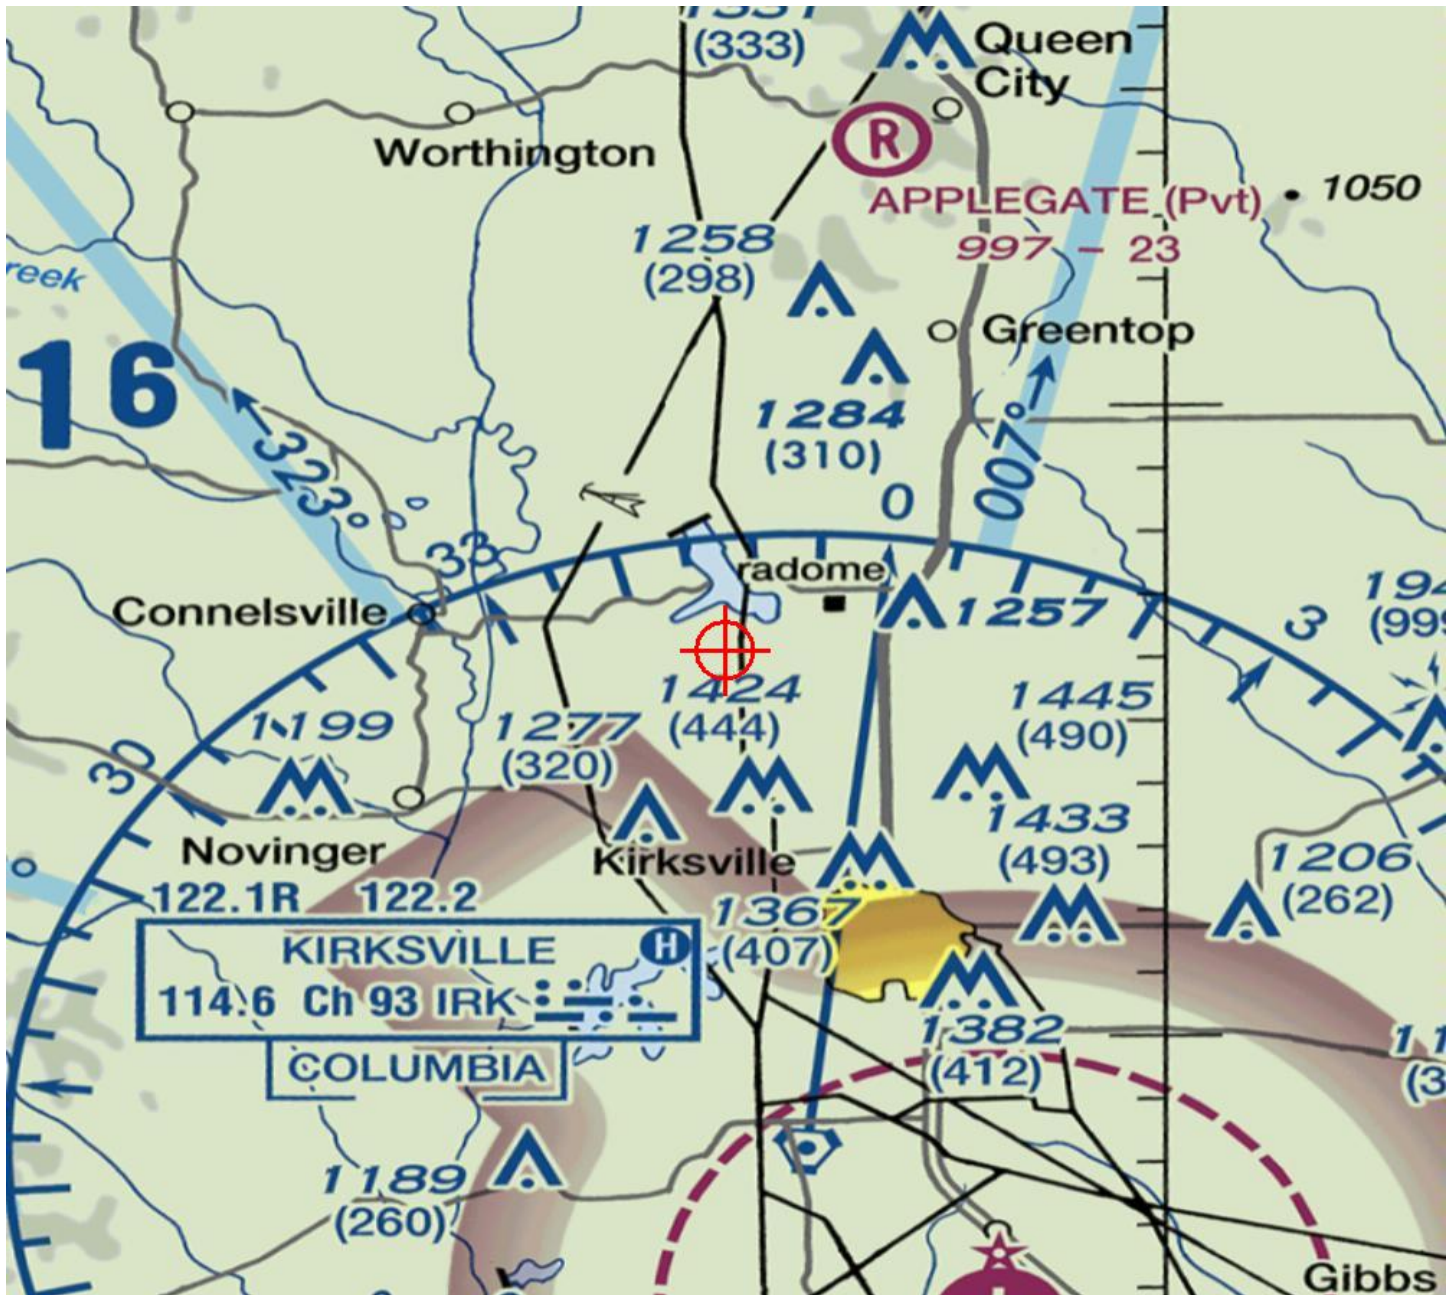 1331
(333)
Queen
City
Worthington
R
APPLEGATE (Pvt)
997 - 23
1050
1258
(298)
reek
Greentop
16
1284
(310)
323°
007°
0
33
radome
Connelsville
1257
3
1424
(444)
1445
(490)
1199
1277
(320)
30
1433
(493)
Novinger
Kirksville
1206
(262)
122.1R 122.2
1367
(407)
KIRKSVILLE
H
114.6 Ch 93 IRK
COLUMBIA
1382
(412)
1189
(260)
Gibbs